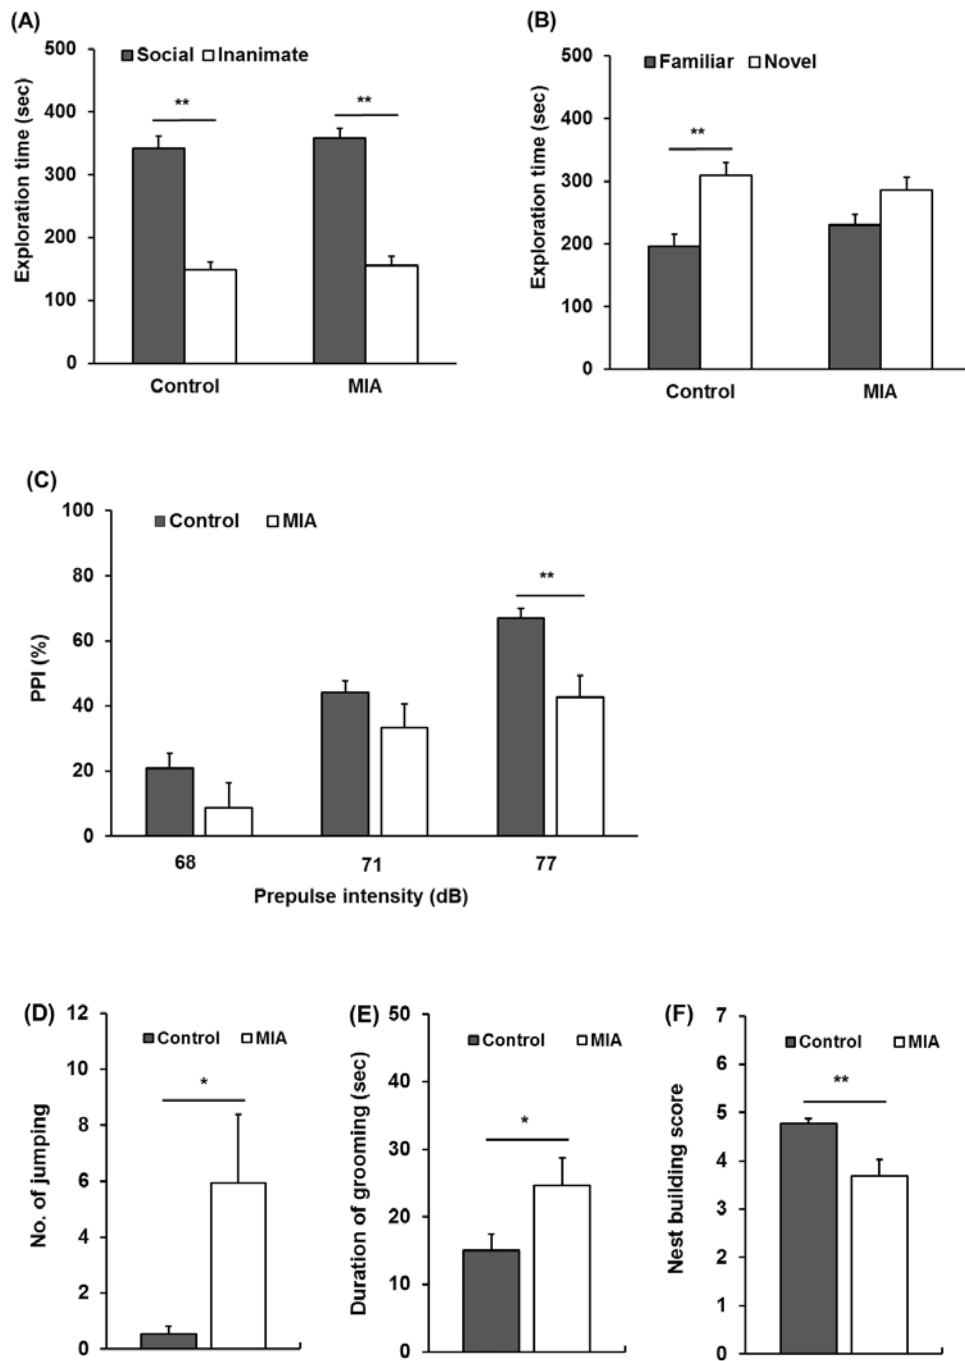 (A)
Exploration time (sec)
500
400
300
200
100
0
Social Inanimate
**
**
Control MIA
(B)
Exploration time (sec)
500
400
300
200
100
0
Familiar Novel
**
Control MIA
(C)
PPI (%)
100
80
60
40
20
0
Control MIA
**
68 71 77
Prepulse intensity (dB)
(D)
No. of jumping
12
10
8
6
4
2
0
Control MIA
*
(E)
Duration of grooming (sec)
50
40
30
20
10
0
Control MIA
*
(F)
Nest building score
7
6
5
4
3
2
1
0
Control MIA
**